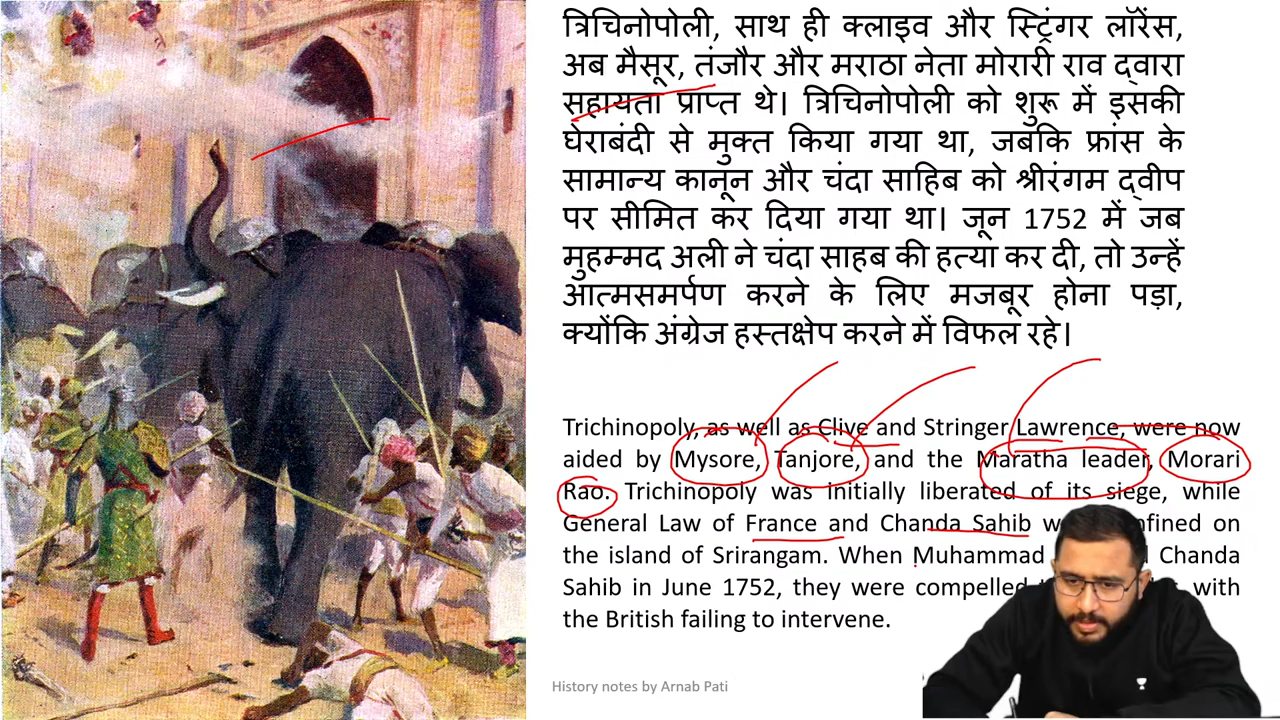 त्रिचिनोपोली, साथ ही क्लाइव और स्ट्रिंगर लॉरेंस,
अब मैसूर, तंजौर और मराठा नेता मोरारी राव द्वारा
सहायता प्राप्त थे। त्रिचिनोपोली को शुरू में इसकी
घेराबंदी से मुक्त किया गया था, जबकि फ्रांस के
सामान्य कानून और चंदा साहिब को श्रीरंगम द्वीप
पर सीमित कर दिया गया था। जून 1752 में जब
मुहम्मद अली ने चंदा साहब की हत्या कर दी, तो उन्हें
आत्मसमर्पण करने के लिए मजबूर होना पड़ा,
क्योंकि अंग्रेज हस्तक्षेप करने में विफल रहे।
Trichinopoly, as well as Clive and Stringer Lawrence, were now
aided by Mysore, Tanjore, and the Maratha leader, Morari
Rao. Trichinopoly was initially liberated of its siege, while
General Law of France and Chanda Sahib on
the island of Srirangam. When Muhammad Chanda
Sahib in June 1752, they were compelled with
the British failing to intervene.
History notes by Arnab Pati